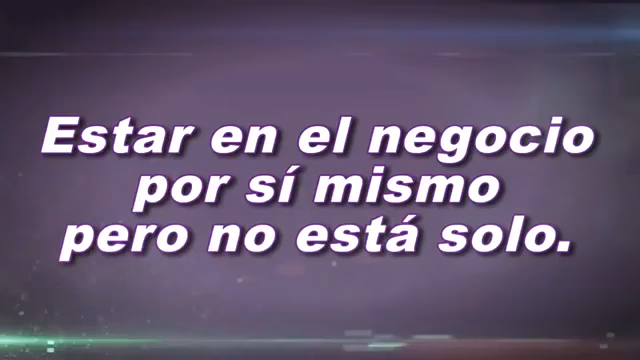 Estar en el negocio
por sí mismo
pero no está solo.